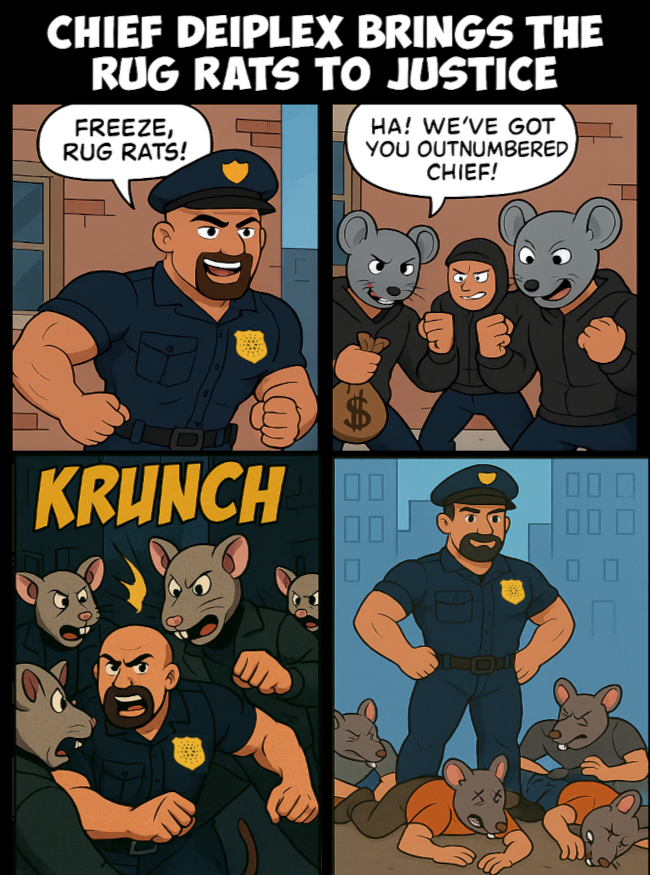 CHIEF DEIPLEX BRINGS THE
RUG RATS TO JUSTICE
FREEZE,
RUG RATS!
HA! WE'VE GOT
YOU OUTNUMBERED
CHIEF!
$
KRUNCH